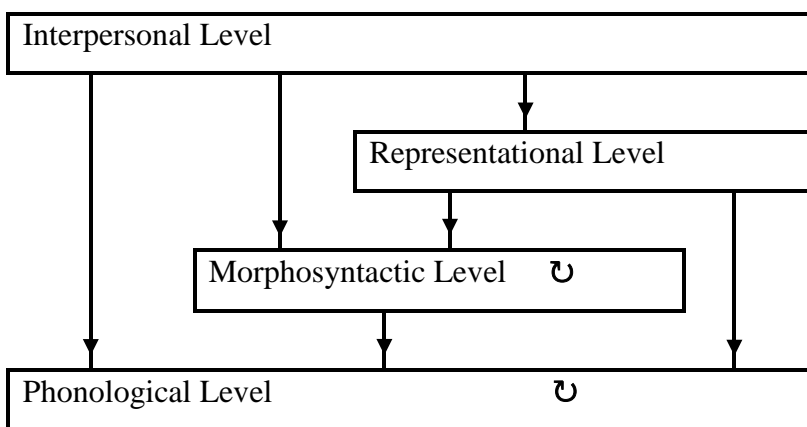 Interpersonal Level
Representational Level
Morphosyntactic Level ↻
Phonological Level ↻